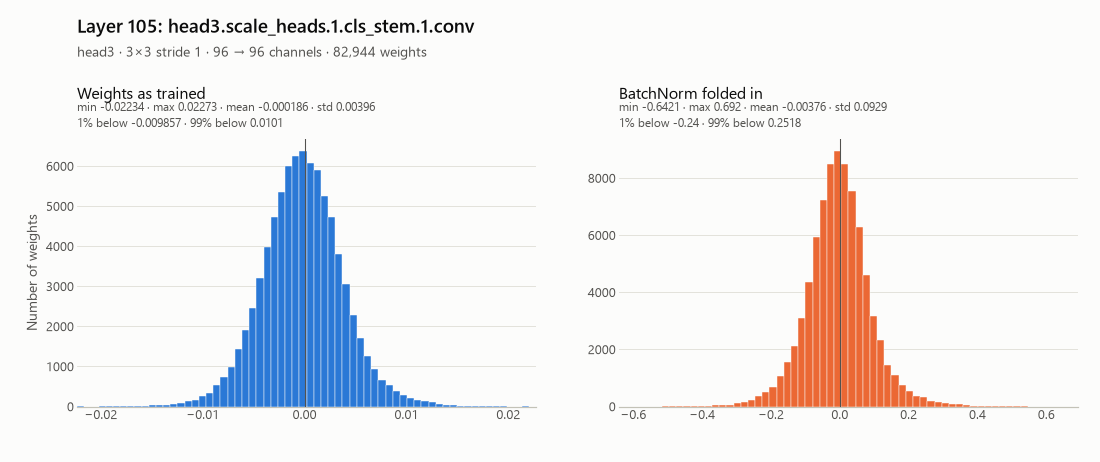 Layer 105: head3.scale_heads.1.cls_stem.1.conv
head3 · 3×3 stride 1 · 96 → 96 channels · 82,944 weights
Weights as trained
min -0.02234 · max 0.02273 · mean -0.000186 · std 0.00396
1% below -0.009857 · 99% below 0.0101
Number of weights
6000
5000
4000
3000
2000
1000
0
−0.02
−0.01
0.00
0.01
0.02
BatchNorm folded in
min -0.6421 · max 0.692 · mean -0.00376 · std 0.0929
1% below -0.24 · 99% below 0.2518
8000
6000
4000
2000
0
−0.6
−0.4
−0.2
0.0
0.2
0.4
0.6